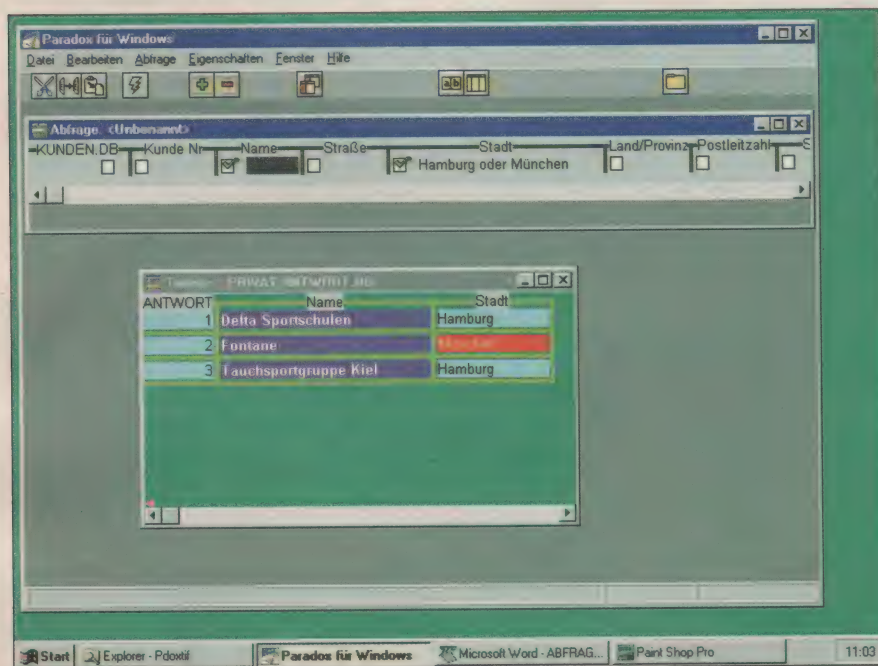 Paradox für Windows
Datei Bearbeiten Abfrage Eigenschaften Fenster Hilfe
Abfrage <Unbenannt>
KUNDEN.DB Kunde Nr Name Straße Stadt Land/Provinz Postleitzahl S
Hamburg oder München
ANTWORT Name Stadt
1 Delta Sportschulen Hamburg
2 Fontane
3 Tauchsportgruppe Kiel Hamburg
Start Explorer - Pdoxtif Paradox für Windows Microsoft Word - ABFRAG... Paint Shop Pro 11:03